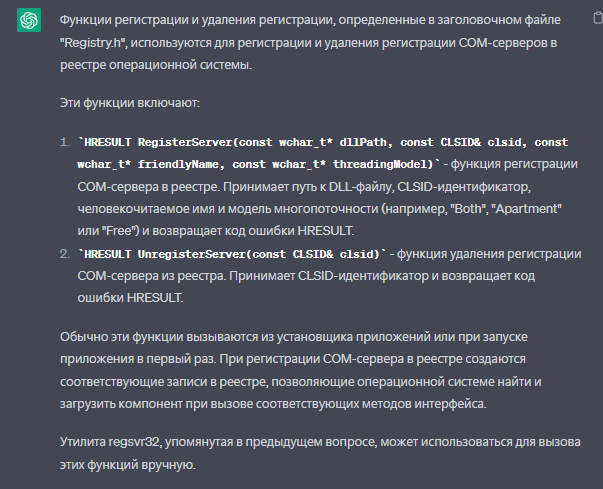 Функции регистрации и удаления регистрации, определенные в заголовочном файле
"Registry.h", используются для регистрации и удаления регистрации COM-серверов в
реестре операционной системы.
Эти функции включают:
1. `HRESULT RegisterServer(const wchar_t* dllPath, const CLSID& clsid, const
wchar_t* friendlyName, const wchar_t* threadingModel)` - функция регистрации
COM-сервера в реестре. Принимает путь к DLL-файлу, CLSID-идентификатор,
человекочитаемое имя и модель многопоточности (например, "Both", "Apartment"
или "Free") и возвращает код ошибки HRESULT.
2. `HRESULT UnregisterServer(const CLSID& clsid)` - функция удаления регистрации
COM-сервера из реестра. Принимает CLSID-идентификатор и возвращает код
ошибки HRESULT.
Обычно эти функции вызываются из установщика приложений или при запуске
приложения в первый раз. При регистрации COM-сервера в реестре создаются
соответствующие записи в реестре, позволяющие операционной системе найти и
загрузить компонент при вызове соответствующих методов интерфейса.
Утилита regsvr32, упомянутая в предыдущем вопросе, может использоваться для вызова
этих функций вручную.